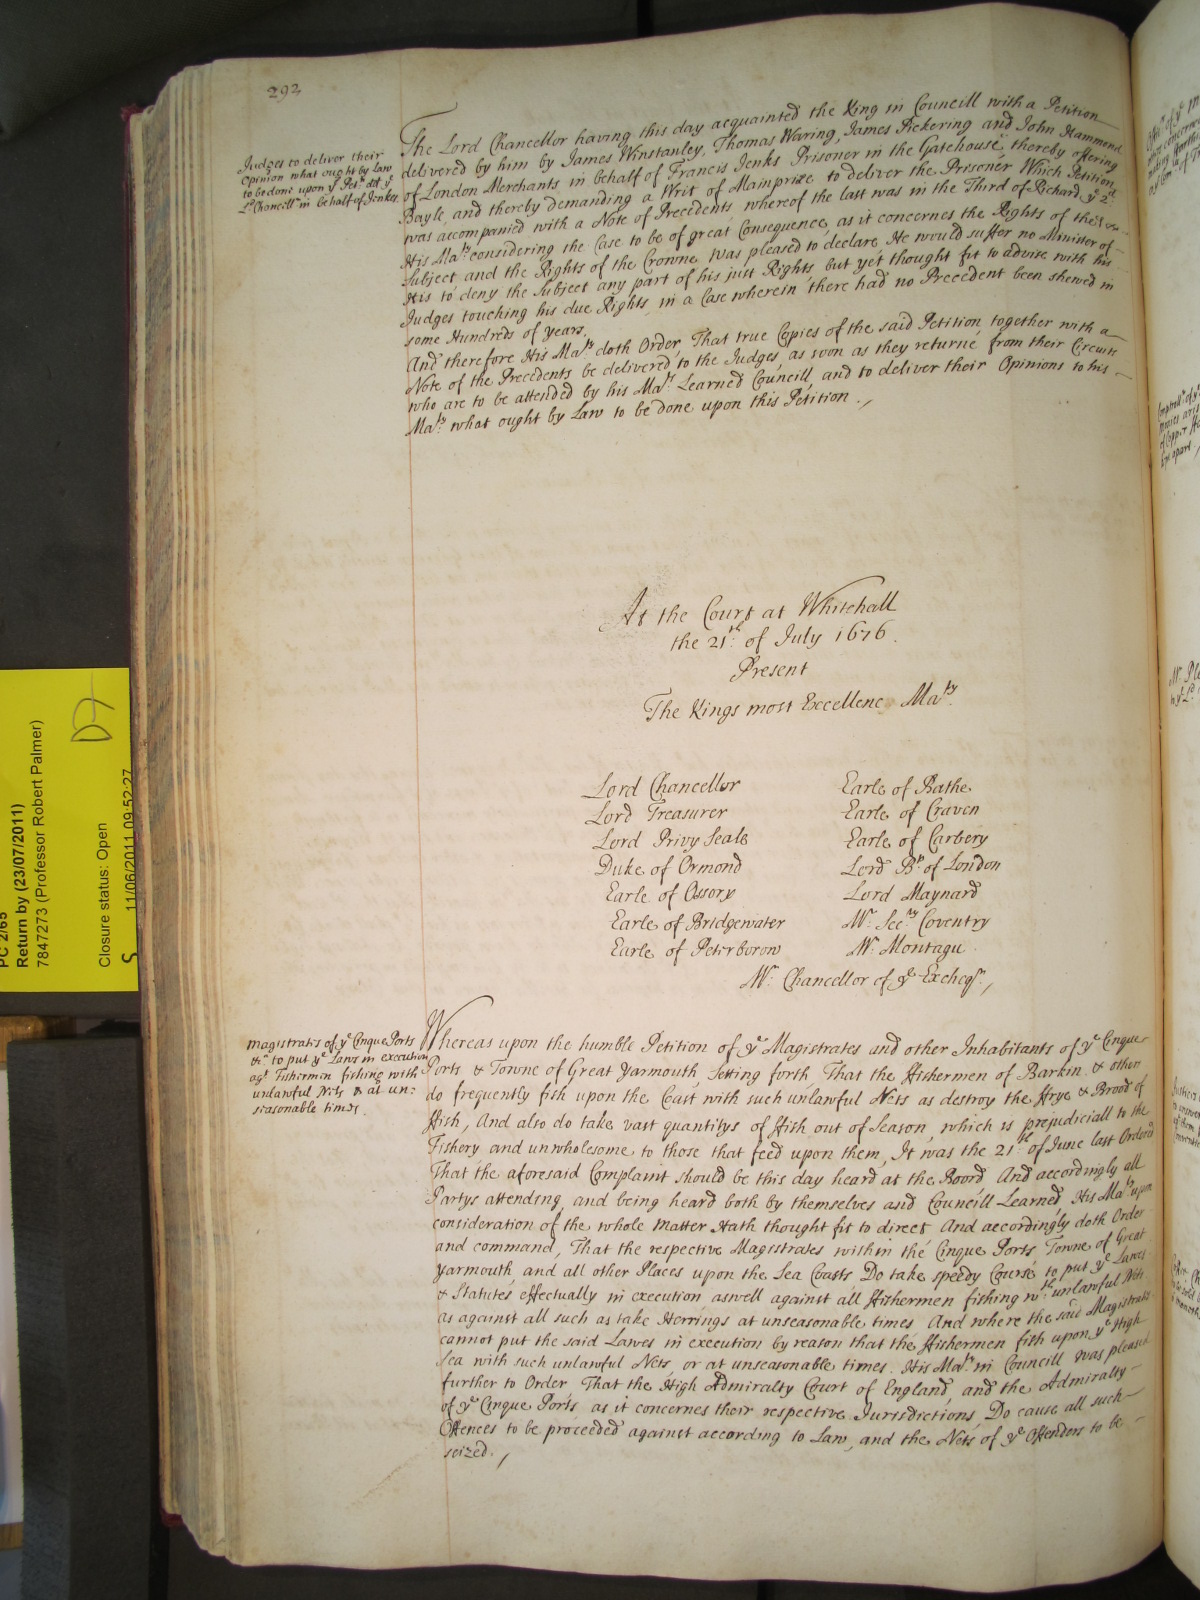 292
Judges to deliver their
Opinion what ought by Law
to be done upon yᵉ Petⁿ
Lᵈ Chancellʳ in behalf of Jenkes
The Lord Chancellor having this day acquainted the King in Councill with a Petition
delivered by him by James Winstanley, Thomas Waring, James Pickering and John Hammond
of London Merchants in behalf of Francis Jenks Prisoner in the Gatehouse, thereby offering
Bayle, and thereby demanding a Writ of Mainprize to deliver the Prisoner Which Petition
was accompanied with a Note of Precedents whereof the last was in the Third of Richard yᵉ 2ᵈ
His Maᵗʸ considering the Case to be of great Consequence, as it concernes the Rights of the
Subject and the Rights of the Crowne was pleased to declare He would suffer no Minister of
His to deny the Subject any part of his just Rights but yet thought fit to advise with his
Judges touching his due Rights, in a Case wherein there had no Precedent been shewed in
some Hundreds of years.
And therefore His Maᵗʸ doth Order, That true Copies of the said Petition together with a
Note of the Precedents be delivered to the Judges, as soon as they returne from their Circuits
who are to be attended by his Maᵗˢ Learned Councill, and to deliver their Opinions to his
Maᵗʸ what ought by Law to be done upon this Petition.
At the Court at Whitehall
the 21ᵗʰ of July 1676.
Present
The Kings most Excellent Maᵗʸ
Lord Chancellor
Lord Treasurer
Lord Privy Seale
Duke of Ormond
Earle of Ossory
Earle of Bridgewater
Earle of Peterborow
Earle of Bathe
Earle of Craven
Earle of Carbery
Lord Bᵖ of London
Lord Maynard
Mʳ Secʳʸ Coventry
Mʳ Montagu
Mʳ Chancellor of yᵉ Excheqʳ
Magistrates of yᵉ Cinque Ports
&ᶜ to put yᵉ Laws in execution
agᵗ Fishermen fishing with
unlawful Nets & at un:
seasonable times.
Whereas upon the humble Petition of yᵉ Magistrates and other Inhabitants of yᵉ Cinque
Ports & Towne of Great Yarmouth, Setting forth, That the ffishermen of Barkin & other
do frequently fish upon the Coast with such unlawful Nets as destroy the ffrye & Brood of
ffish, And also do take vast quantitys of ffish out of Season, which is prejudiciall to the
Fishery and unwholesome to those that feed upon them, It was the 21ᵗʰ of June last Ordered
That the aforesaid Complaint should be this day heard at the Boord And accordingly all
Partys attending, and being heard both by themselves and Councill Learned, His Maᵗʸ upon
consideration of the whole Matter Hath thought fit to direct And accordingly doth Order
and command, That the respective Magistrates within the Cinque Ports Towne of Great
Yarmouth and all other Places upon the Sea Coasts Do take speedy Course to put yᵉ Lawes
& Statutes effectually in execution aswell against all ffishermen fishing wᵗʰ unlawful Nets
as against all such as take Herrings at unseasonable times And where the said Magistrates
cannot put the said Lawes in execution by reason that the ffishermen fish upon yᵉ High
Sea with such unlawful Nets, or at unseasonable times. His Maᵗʸ in Councill was pleased
further to Order That the High Admiralty Court of England, and the Admiralty
of yᵉ Cinque Ports, as it concernes their respective Jurisdictions, Do cause all such
Offences to be proceeded against according to Law, and the Nets of yᵉ Offenders to be
seized.
PC 2/65
Return by (23/07/2011)
7847273 (Professor Robert Palmer)
Closure status: Open
11/06/2011 09:52:27
S
D7